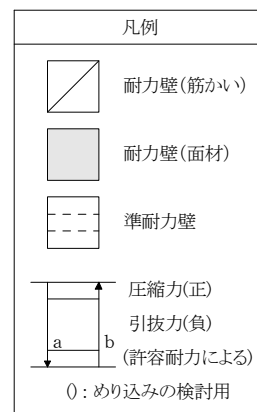 凡例
耐力壁(筋かい)
耐力壁(面材)
準耐力壁
圧縮力(正)
a b 引抜力(負)
(許容耐力による)
():めり込みの検討用